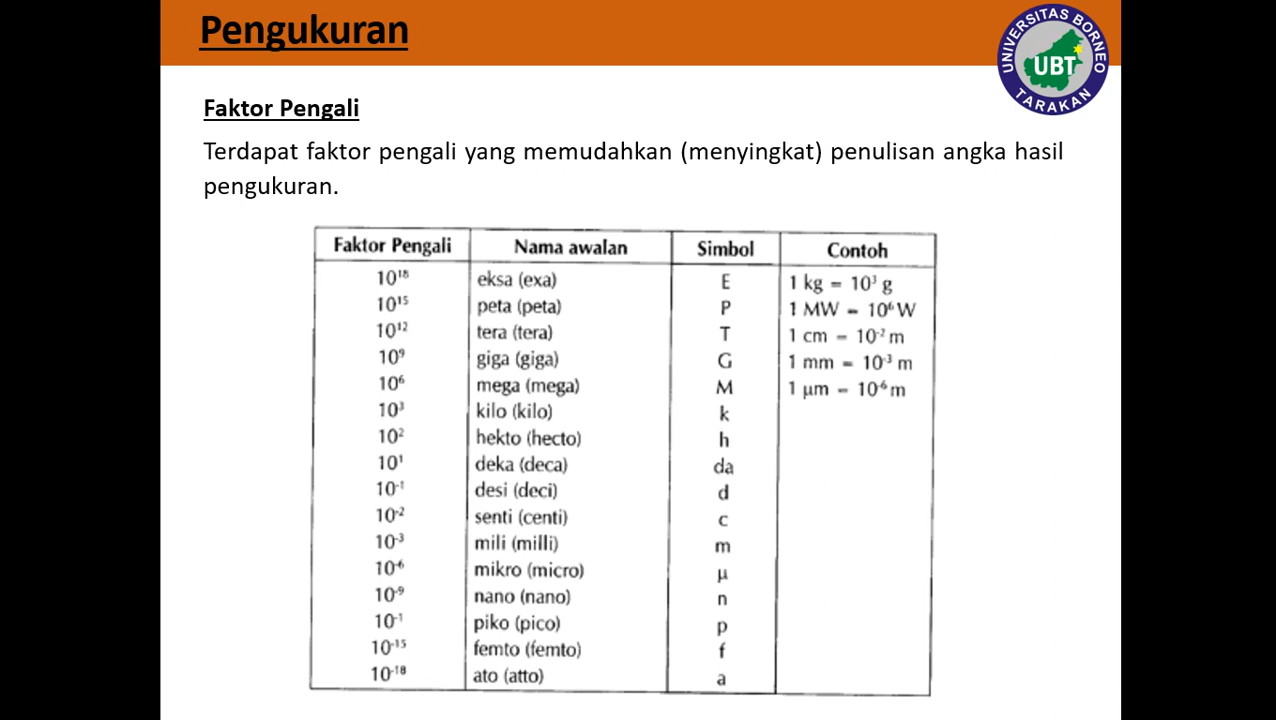 Pengukuran
UNIVERSITAS BORNEO
UBT
TARAKAN
Faktor Pengali
Terdapat faktor pengali yang memudahkan (menyingkat) penulisan angka hasil
pengukuran.
Faktor Pengali Nama awalan Simbol Contoh
10¹⁸ eksa (exa) E 1 kg = 10³ g
10¹⁵ peta (peta) P 1 MW = 10⁶ W
10¹² tera (tera) T 1 cm = 10⁻² m
10⁹ giga (giga) G 1 mm = 10⁻³ m
10⁶ mega (mega) M 1 μm = 10⁻⁶ m
10³ kilo (kilo) k
10² hekto (hecto) h
10¹ deka (deca) da
10⁻¹ desi (deci) d
10⁻² senti (centi) c
10⁻³ mili (milli) m
10⁻⁶ mikro (micro) μ
10⁻⁹ nano (nano) n
10⁻¹ piko (pico) p
10⁻¹⁵ femto (femto) f
10⁻¹⁸ ato (atto) a